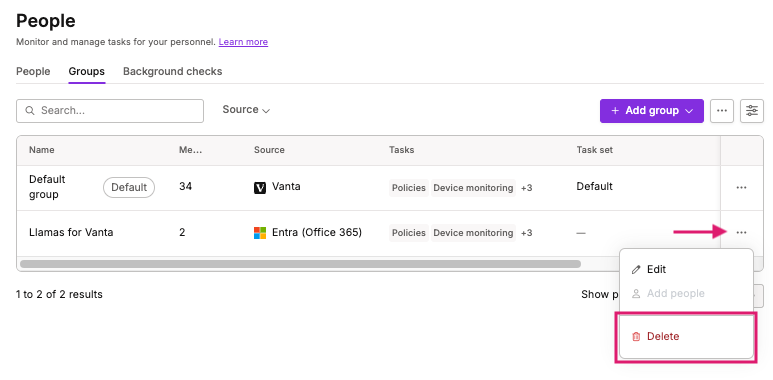 People
Monitor and manage tasks for your personnel. Learn more
People Groups Background checks
Search... Source + Add group ...
Name Me... Source Tasks Task set
Default group Default 34 V Vanta Policies Device monitoring +3 Default ...
Llamas for Vanta 2 Entra (Office 365) Policies Device monitoring +3 — ...
Edit
1 to 2 of 2 results Show p
Add people
Delete